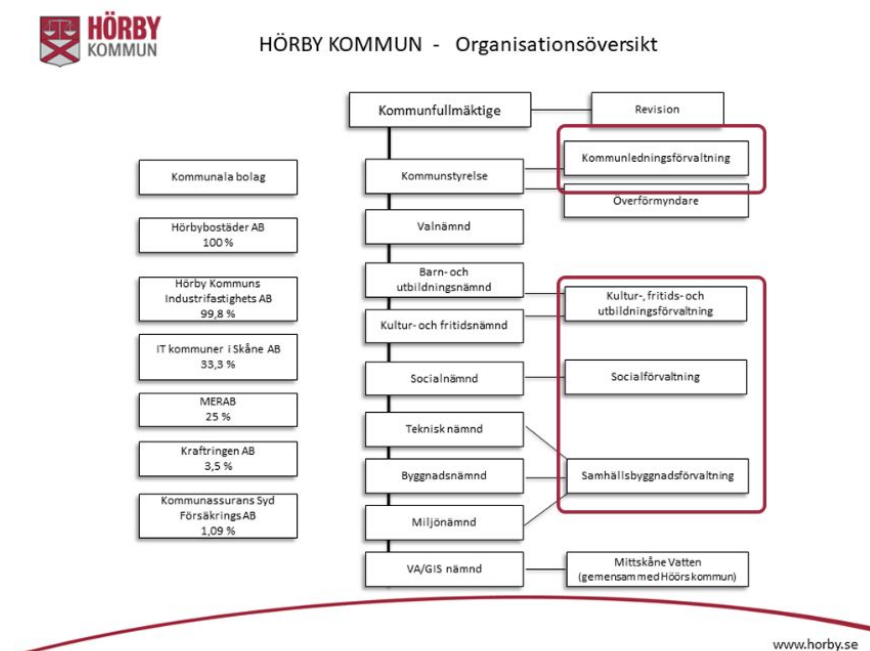 HÖRBY
KOMMUN
HÖRBY KOMMUN - Organisationsöversikt
Kommunfullmäktige
Revision
Kommunala bolag
Kommunstyrelse
Kommunledningsförvaltning
Överförmyndare
Hörbybostäder AB
100 %
Valnämnd
Hörby Kommuns
Industrifastighets AB
99,8 %
Barn- och
utbildningsnämnd
Kultur-, fritids- och
utbildningsförvaltning
Kultur- och fritidsnämnd
IT kommuner i Skåne AB
33,3 %
Socialnämnd
Socialförvaltning
MERAB
25 %
Teknisk nämnd
Kraftringen AB
3,5 %
Byggnadsnämnd
Samhällsbyggnadsförvaltning
Kommunassurans Syd
Försäkrings AB
1,09 %
Miljönämnd
VA/GIS nämnd
Mittskåne Vatten
(gemensam med Höörs kommun)
www.horby.se